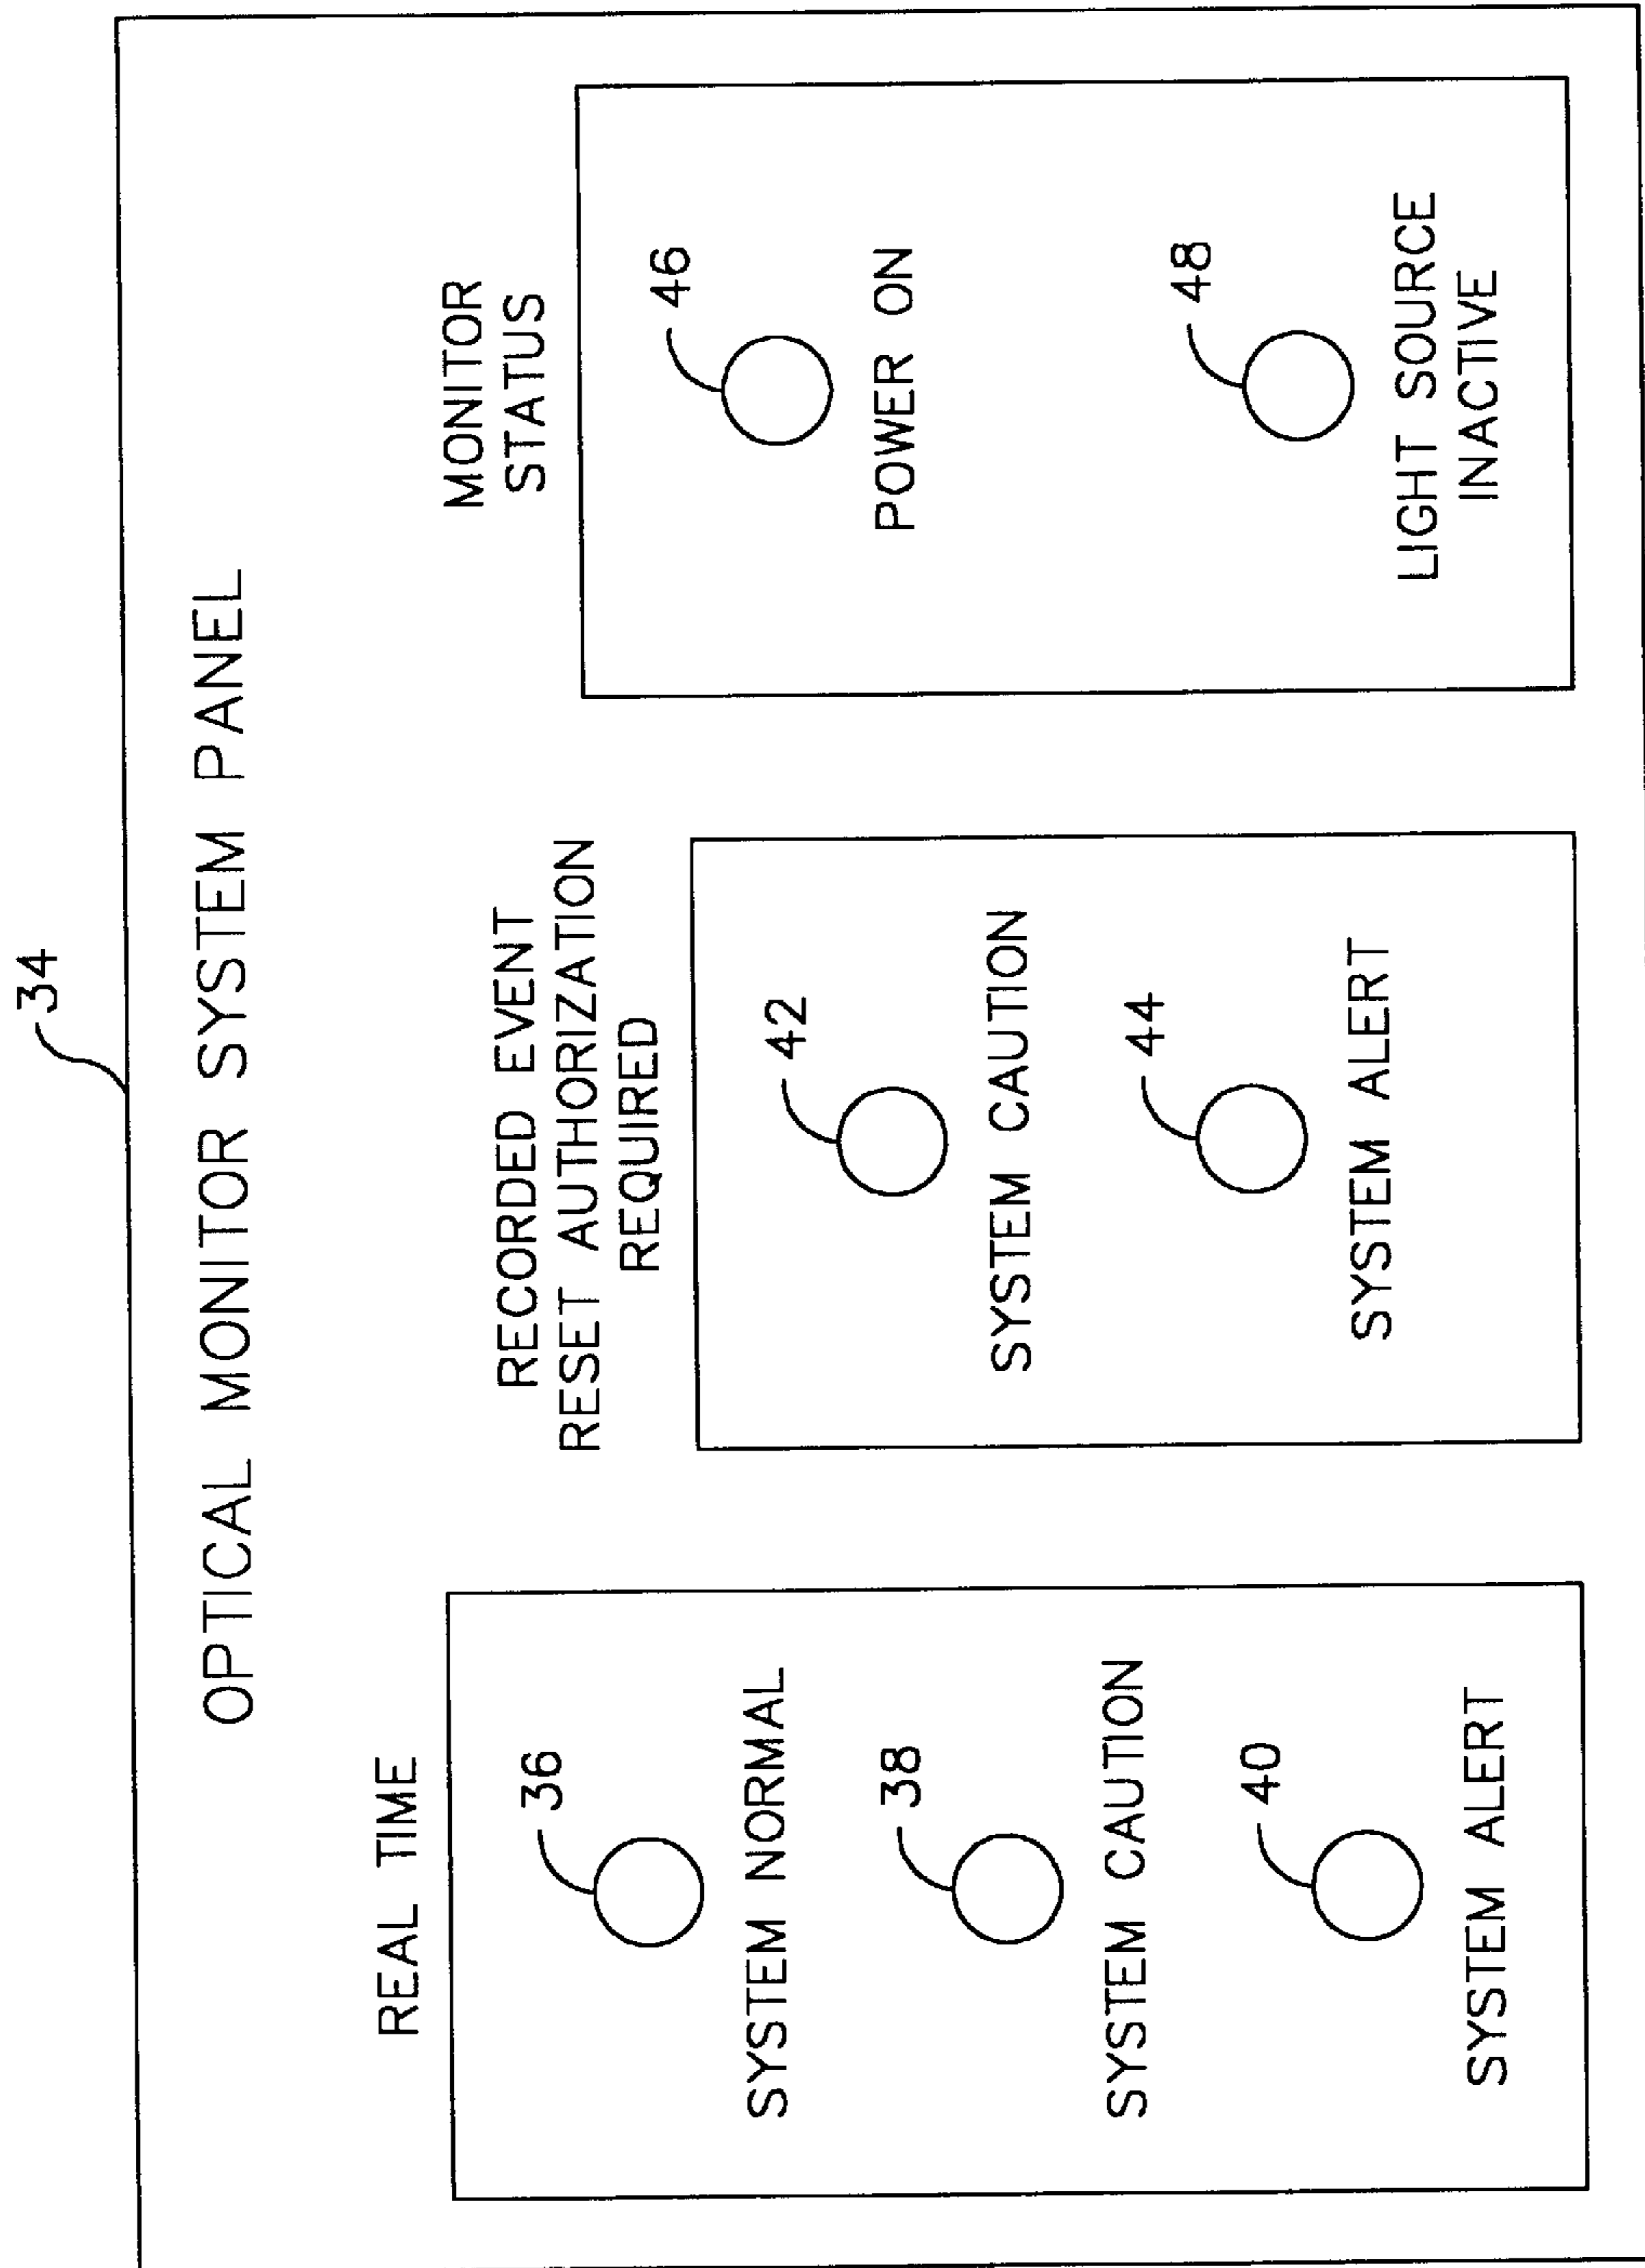 34
OPTICAL MONITOR SYSTEM PANEL
REAL TIME
36
SYSTEM NORMAL
38
SYSTEM CAUTION
40
SYSTEM ALERT
RECORDED EVENT
RESET AUTHORIZATION
REQUIRED
42
SYSTEM CAUTION
44
SYSTEM ALERT
MONITOR
STATUS
46
POWER ON
48
LIGHT SOURCE
INACTIVE